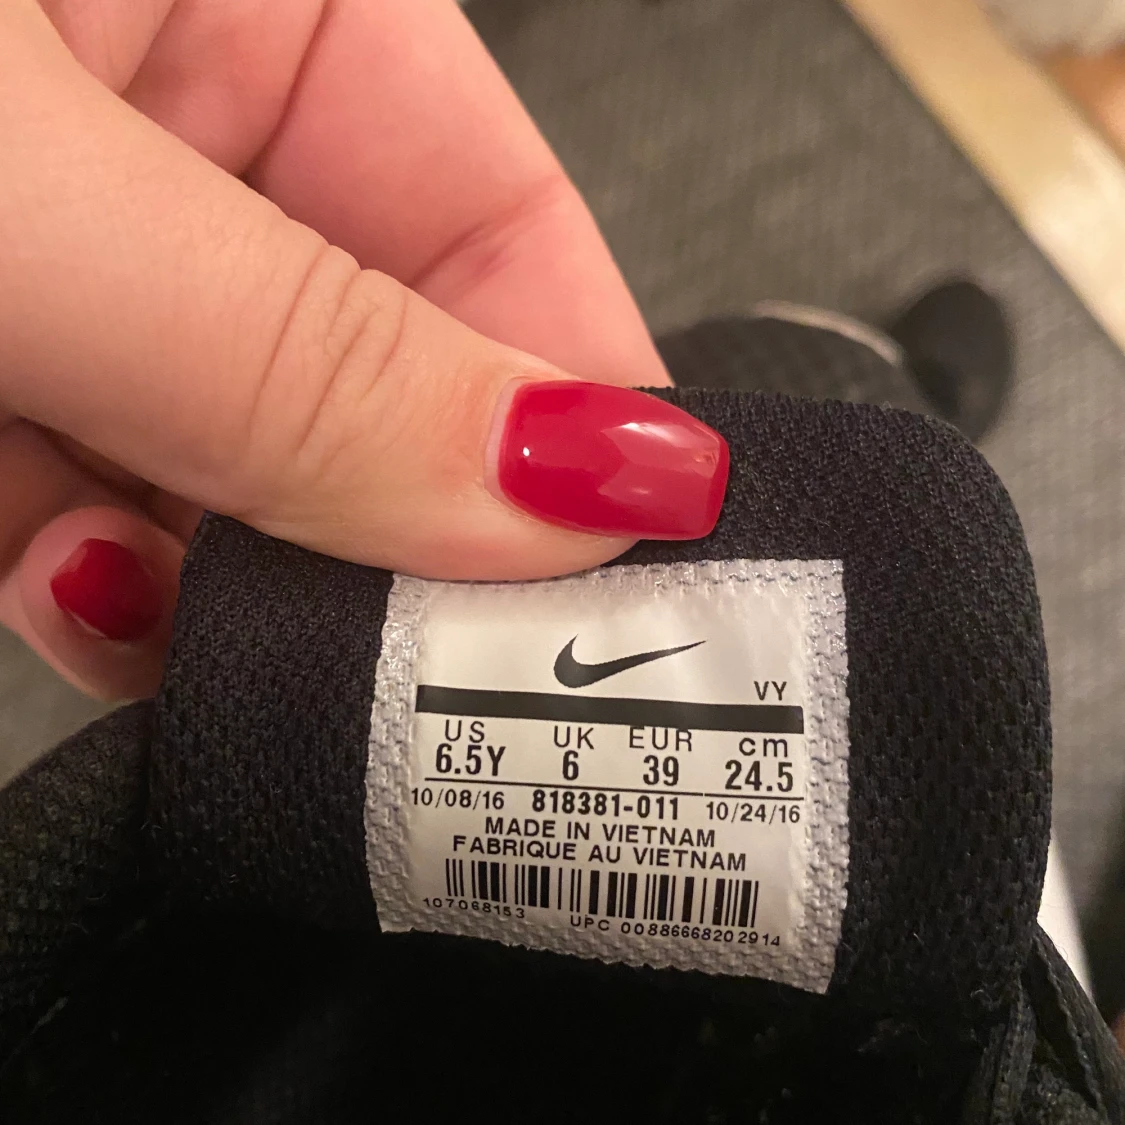 VY
US UK EUR cm
6.5Y 6 39 24.5
10/08/16 818381-011 10/24/16
MADE IN VIETNAM
FABRIQUE AU VIETNAM
107068153 UPC 00886668202914